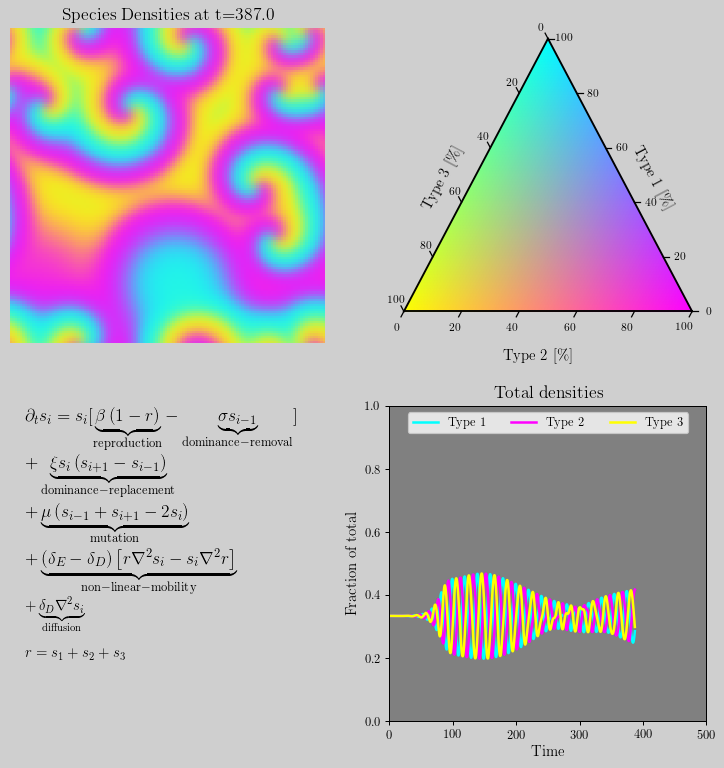 Species Densities at t=387.0
0
100
20
80
40
60
60
40
80
20
100
0
0 20 40 60 80 100
Type 3 [%]
Type 1 [%]
Type 2 [%]
∂ₜsᵢ = sᵢ[ β (1 − r) − σsᵢ₋₁ ]
reproduction dominance−removal
+ ξsᵢ (sᵢ₊₁ − sᵢ₋₁)
dominance−replacement
+ μ (sᵢ₋₁ + sᵢ₊₁ − 2sᵢ)
mutation
+ (δ_E − δ_D) [r∇²sᵢ − sᵢ∇²r]
non−linear−mobility
+ δ_D∇²sᵢ
diffusion
r = s₁ + s₂ + s₃
Total densities
Type 1 Type 2 Type 3
Fraction of total
1.0
0.8
0.6
0.4
0.2
0.0
0 100 200 300 400 500
Time